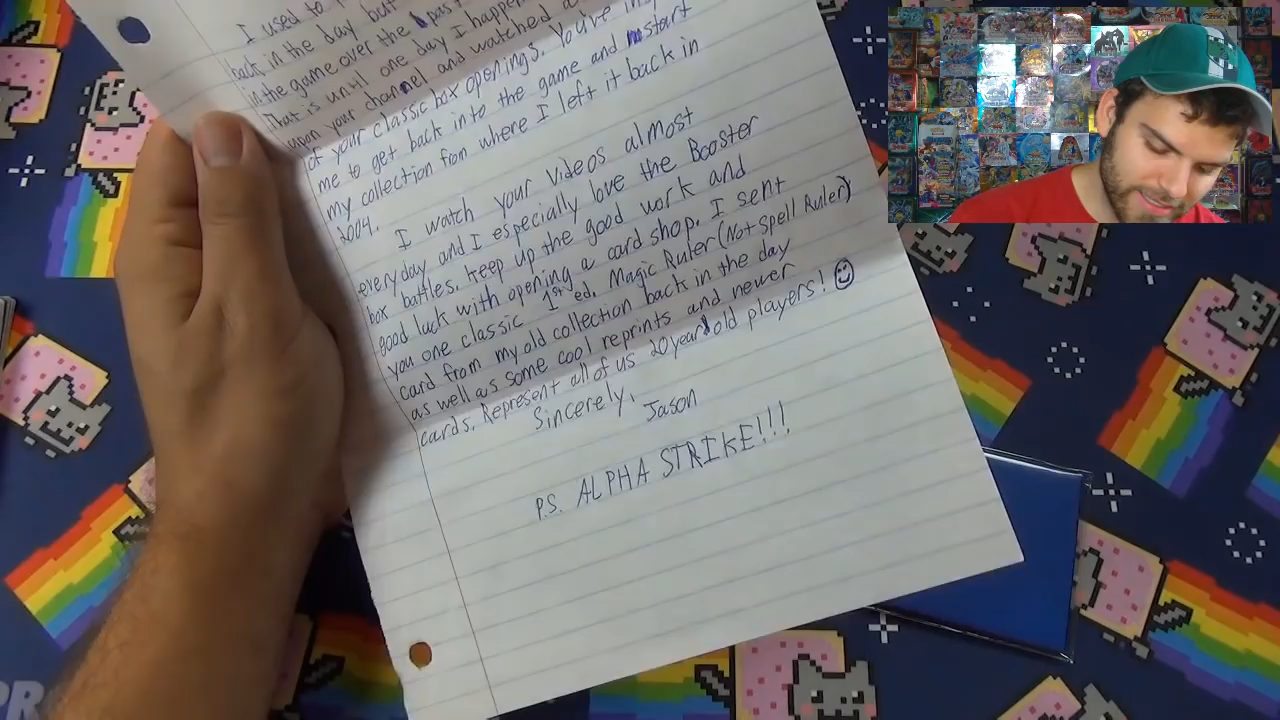 I used to
back in the day but
in the game over the past
That is until one day I happen
upon your channel and watched a
of your classic box openings. You've insp
me to get back into the game and restart
my collection from where I left it back in
2004.
I watch your videos almost
everyday and I especially love the Booster
box battles. Keep up the good work and
good luck with opening a card shop. I sent
you one classic 1st ed. Magic Ruler (Not Spell Ruler)
card from my old collection back in the day
as well as some cool reprints and newer
cards. Represent all of us 20 year old players! ☺
Sincerely,
Jason
P.S. ALPHA STRIKE!!!
PR